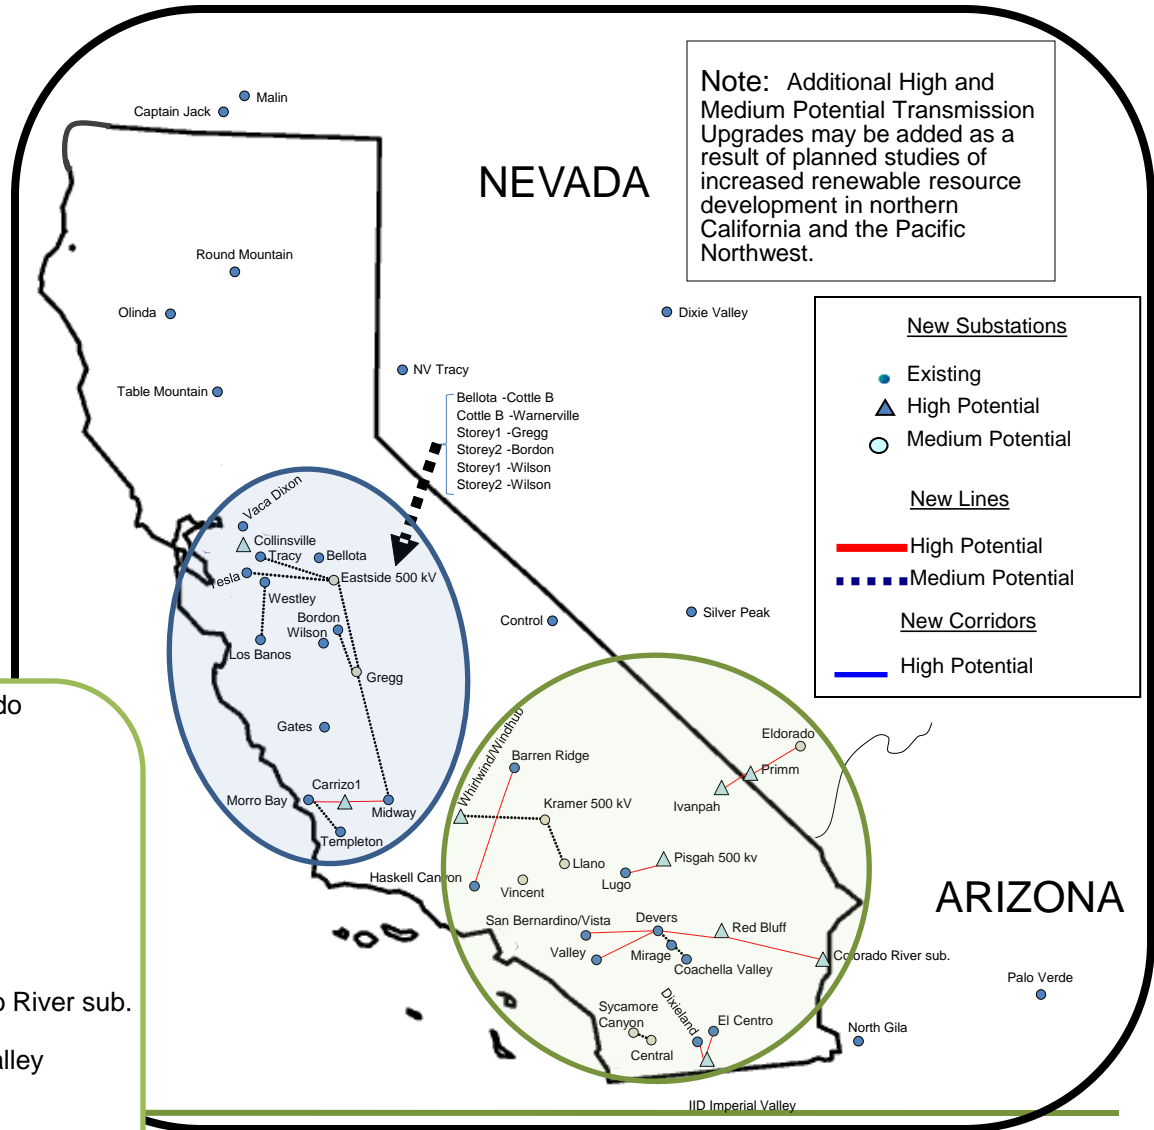 Malin
Captain Jack
Note: Additional High and
Medium Potential Transmission
Upgrades may be added as a
result of planned studies of
increased renewable resource
development in northern
California and the Pacific
Northwest.
NEVADA
Round Mountain
Olinda
Table Mountain
Dixie Valley
NV Tracy
Bellota -Cottle B
Cottle B -Warnerville
Storey1 -Gregg
Storey2 -Bordon
Storey1 -Wilson
Storey2 -Wilson
New Substations
Existing
High Potential
Medium Potential
New Lines
High Potential
Medium Potential
New Corridors
High Potential
Vaca Dixon
Collinsville
Tracy
Bellota
Tesla
Eastside 500 kV
Westley
Bordon
Wilson
Los Banos
Gregg
Gates
Carrizo1
Morro Bay
Midway
Templeton
Control
Silver Peak
Whirlwind/Windhub
Barren Ridge
Eldorado
Primm
Ivanpah
Kramer 500 kV
Llano
Pisgah 500 kv
Lugo
Haskell Canyon
Vincent
San Bernardino/Vista
Devers
Red Bluff
Valley
Mirage
Coachella Valley
Colorado River sub.
ARIZONA
Palo Verde
North Gila
Sycamore
Canyon
Central
Dixieland
El Centro
IID Imperial Valley
do
o River sub.
alley